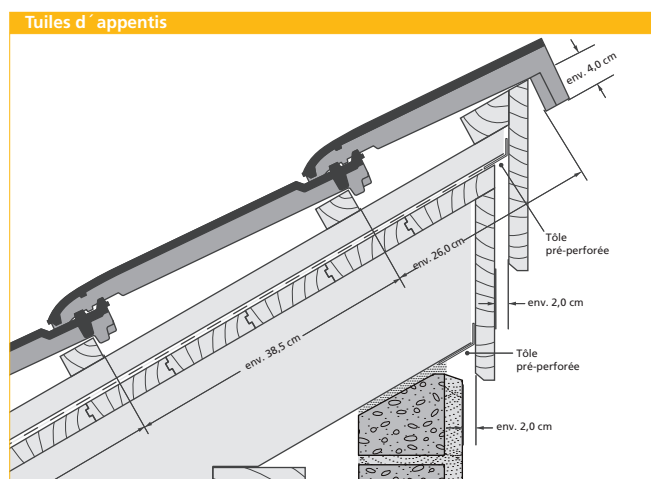 Tuiles d´appentis
env. 4,0 cm
Tôle
pré-perforée
env. 26,0 cm
env. 2,0 cm
env. 38,5 cm
Tôle
pré-perforée
env. 2,0 cm